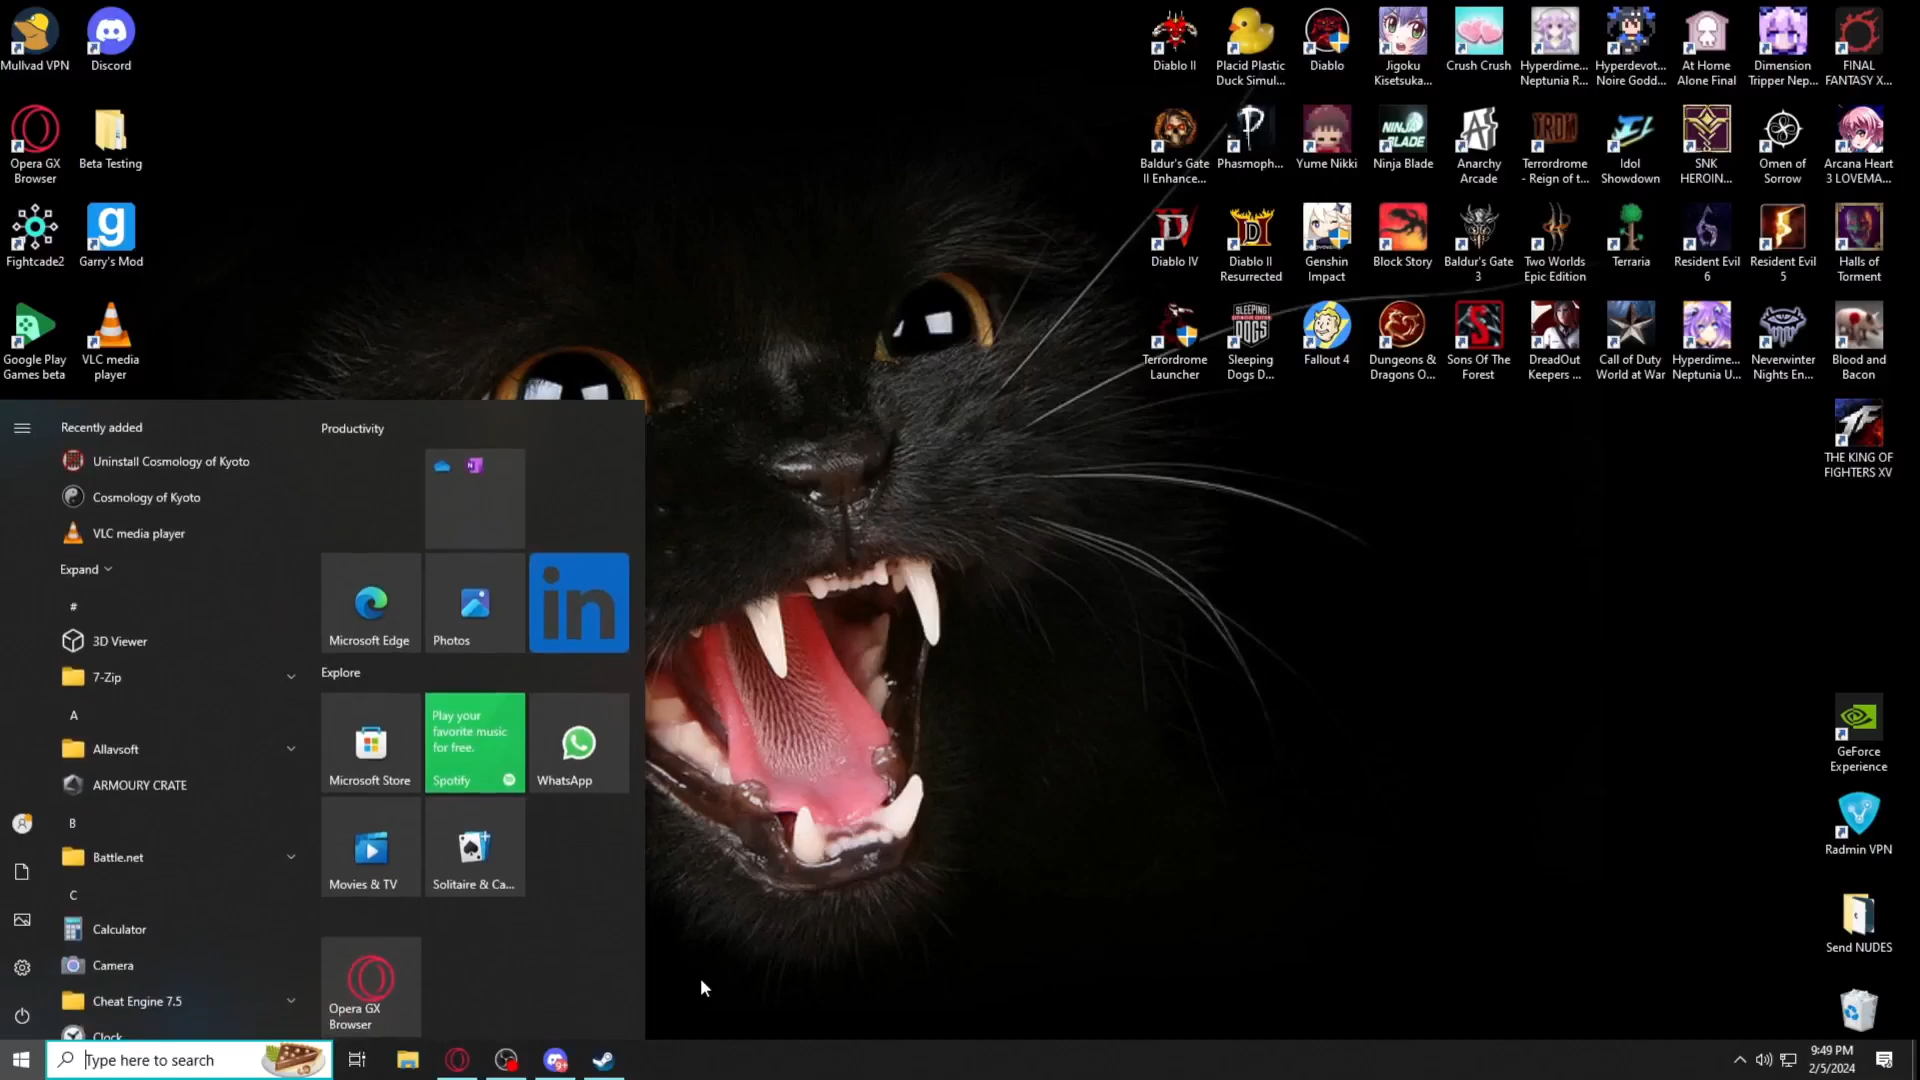 Mullvad VPN
Discord
Opera GX
Browser
Beta Testing
Fightcade2
Garry's Mod
Google Play
Games beta
VLC media
player
Diablo II
Placid Plastic
Duck Simul...
Diablo
Jigoku
Kisetsuka...
Crush Crush
Hyperdime...
Neptunia R...
Hyperdevot...
Noire Godd...
At Home
Alone Final
Dimension
Tripper Nep...
FINAL
FANTASY X...
Baldur's Gate
II Enhance...
Phasmoph...
Yume Nikki
Ninja Blade
Anarchy
Arcade
Terrordrome
- Reign of t...
Idol
Showdown
SNK
HEROIN...
Omen of
Sorrow
Arcana Heart
3 LOVEMA...
Diablo IV
Diablo II
Resurrected
Genshin
Impact
Block Story
Baldur's Gate
3
Two Worlds
Epic Edition
Terraria
Resident Evil
6
Resident Evil
5
Halls of
Torment
Terrordrome
Launcher
Sleeping
Dogs D...
Fallout 4
Dungeons &
Dragons O...
Sons Of The
Forest
DreadOut
Keepers ...
Call of Duty
World at War
Hyperdime...
Neptunia U...
Neverwinter
Nights En...
Blood and
Bacon
THE KING OF
FIGHTERS XV
GeForce
Experience
Radmin VPN
Send NUDES
Recently added
Uninstall Cosmology of Kyoto
Cosmology of Kyoto
VLC media player
Expand
#
3D Viewer
7-Zip
A
Allavsoft
ARMOURY CRATE
B
Battle.net
C
Calculator
Camera
Cheat Engine 7.5
Clock
Productivity
Microsoft Edge
Photos
in
Explore
Microsoft Store
Play your
favorite music
for free.
Spotify
WhatsApp
Movies & TV
Solitaire & Ca...
Opera GX
Browser
Type here to search
9:49 PM
2/5/2024